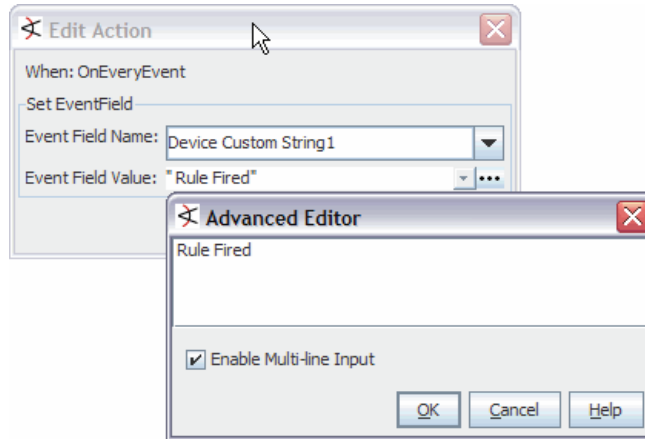 Edit Action
When: OnEveryEvent
Set EventField
Event Field Name: Device Custom String1
Event Field Value: "Rule Fired"
Advanced Editor
Rule Fired
Enable Multi-line Input
OK Cancel Help